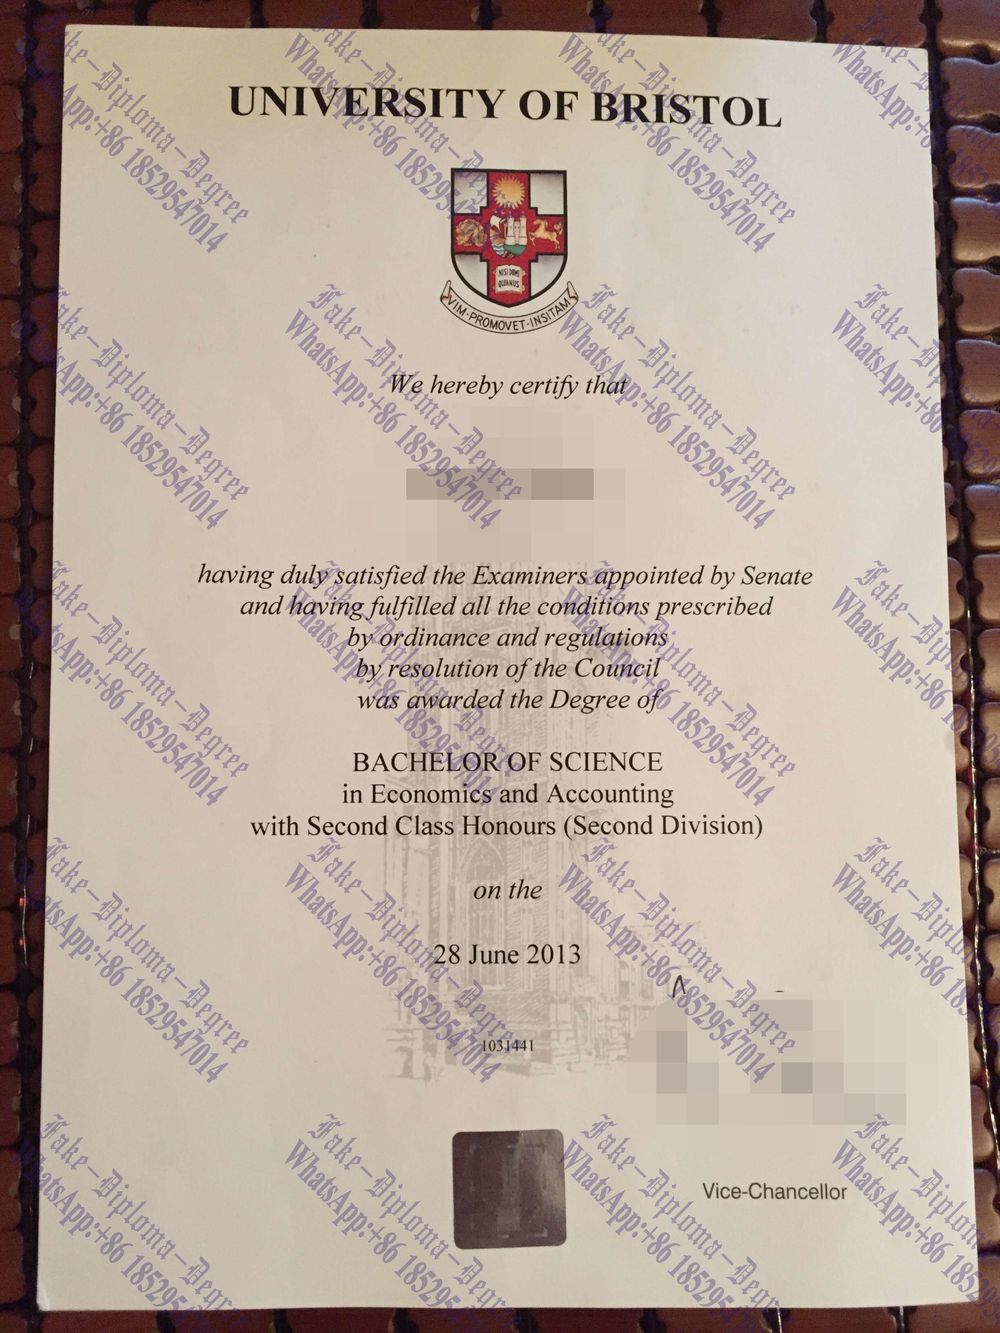 UNIVERSITY OF BRISTOL
NISI DOMI
QUANUS
VIM·PROMOVET·INSITAM
We hereby certify that
having duly satisfied the Examiners appointed by Senate
and having fulfilled all the conditions prescribed
by ordinance and regulations
by resolution of the Council
was awarded the Degree of
BACHELOR OF SCIENCE
in Economics and Accounting
with Second Class Honours (Second Division)
on the
28 June 2013
1031441
Vice-Chancellor
Fake-Diploma-Degree
WhatsApp:+86 18529547014